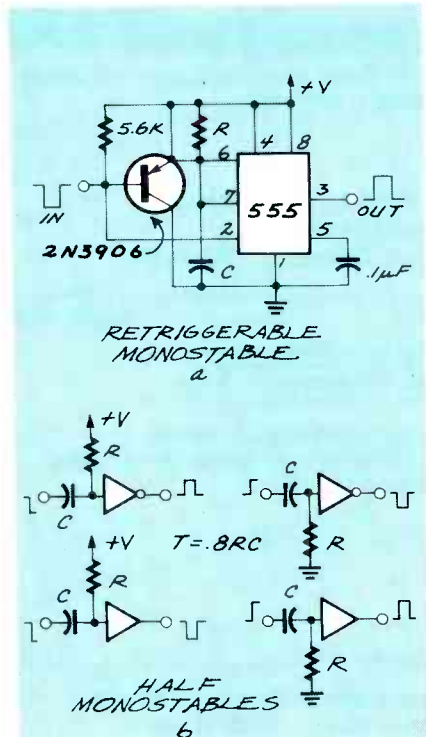 +V
5.6K
R
6
4
8
7
3
IN
555
OUT
2
5
2N3906
C
1
.1µF
RETRIGGERABLE
MONOSTABLE
a
+V
R
C
C
R
+V
T=.8RC
R
C
C
R
HALF
MONOSTABLES
b